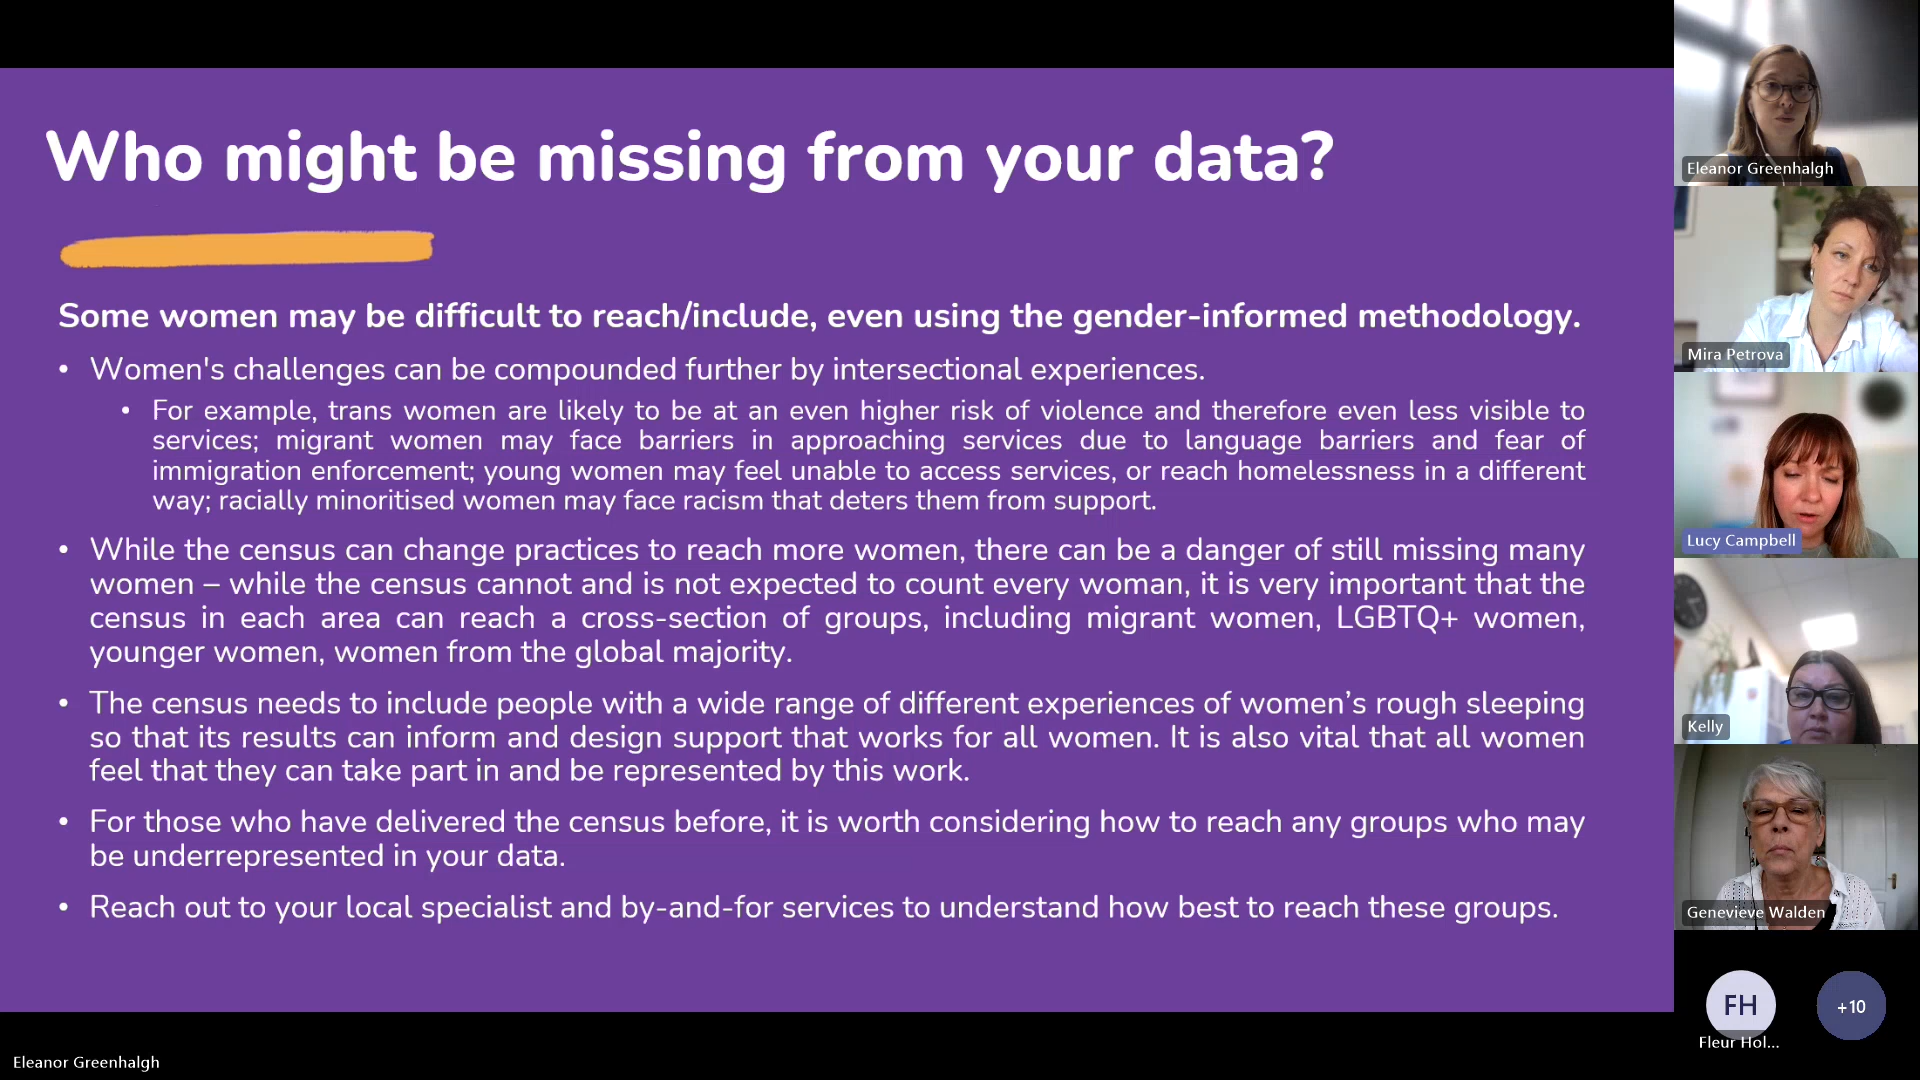 Who might be missing from your data?
Some women may be difficult to reach/include, even using the gender-informed methodology.
• Women's challenges can be compounded further by intersectional experiences.
• For example, trans women are likely to be at an even higher risk of violence and therefore even less visible to
services; migrant women may face barriers in approaching services due to language barriers and fear of
immigration enforcement; young women may feel unable to access services, or reach homelessness in a different
way; racially minoritised women may face racism that deters them from support.
• While the census can change practices to reach more women, there can be a danger of still missing many
women – while the census cannot and is not expected to count every woman, it is very important that the
census in each area can reach a cross-section of groups, including migrant women, LGBTQ+ women,
younger women, women from the global majority.
• The census needs to include people with a wide range of different experiences of women’s rough sleeping
so that its results can inform and design support that works for all women. It is also vital that all women
feel that they can take part in and be represented by this work.
• For those who have delivered the census before, it is worth considering how to reach any groups who may
be underrepresented in your data.
• Reach out to your local specialist and by-and-for services to understand how best to reach these groups.
Eleanor Greenhalgh
Eleanor Greenhalgh
Mira Petrova
Lucy Campbell
Kelly
Genevieve Walden
FH
+10
Fleur Hol...